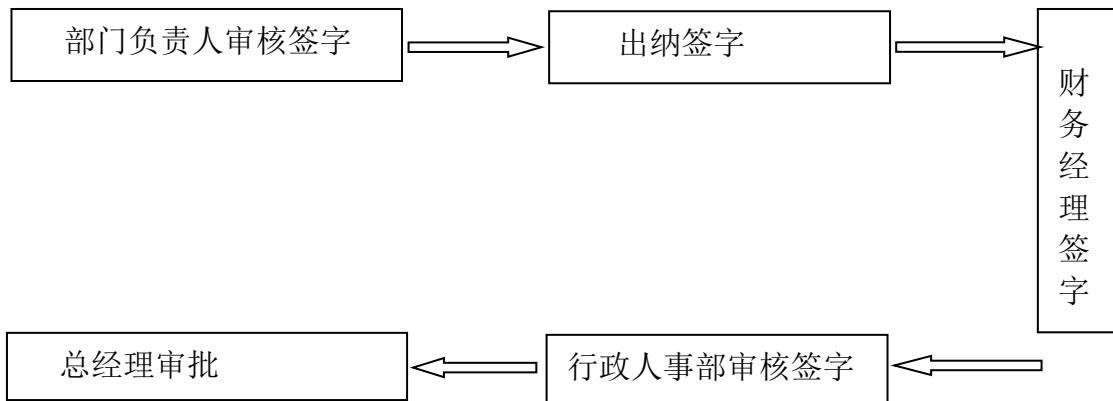 部门负责人审核签字
出纳签字
财务经理签字
行政人事部审核签字
总经理审批